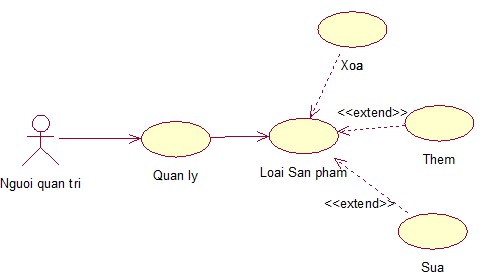 Xoa
<<extend>>
Them
Nguoi quan tri
Quan ly
Loai San pham
<<extend>>
Sua